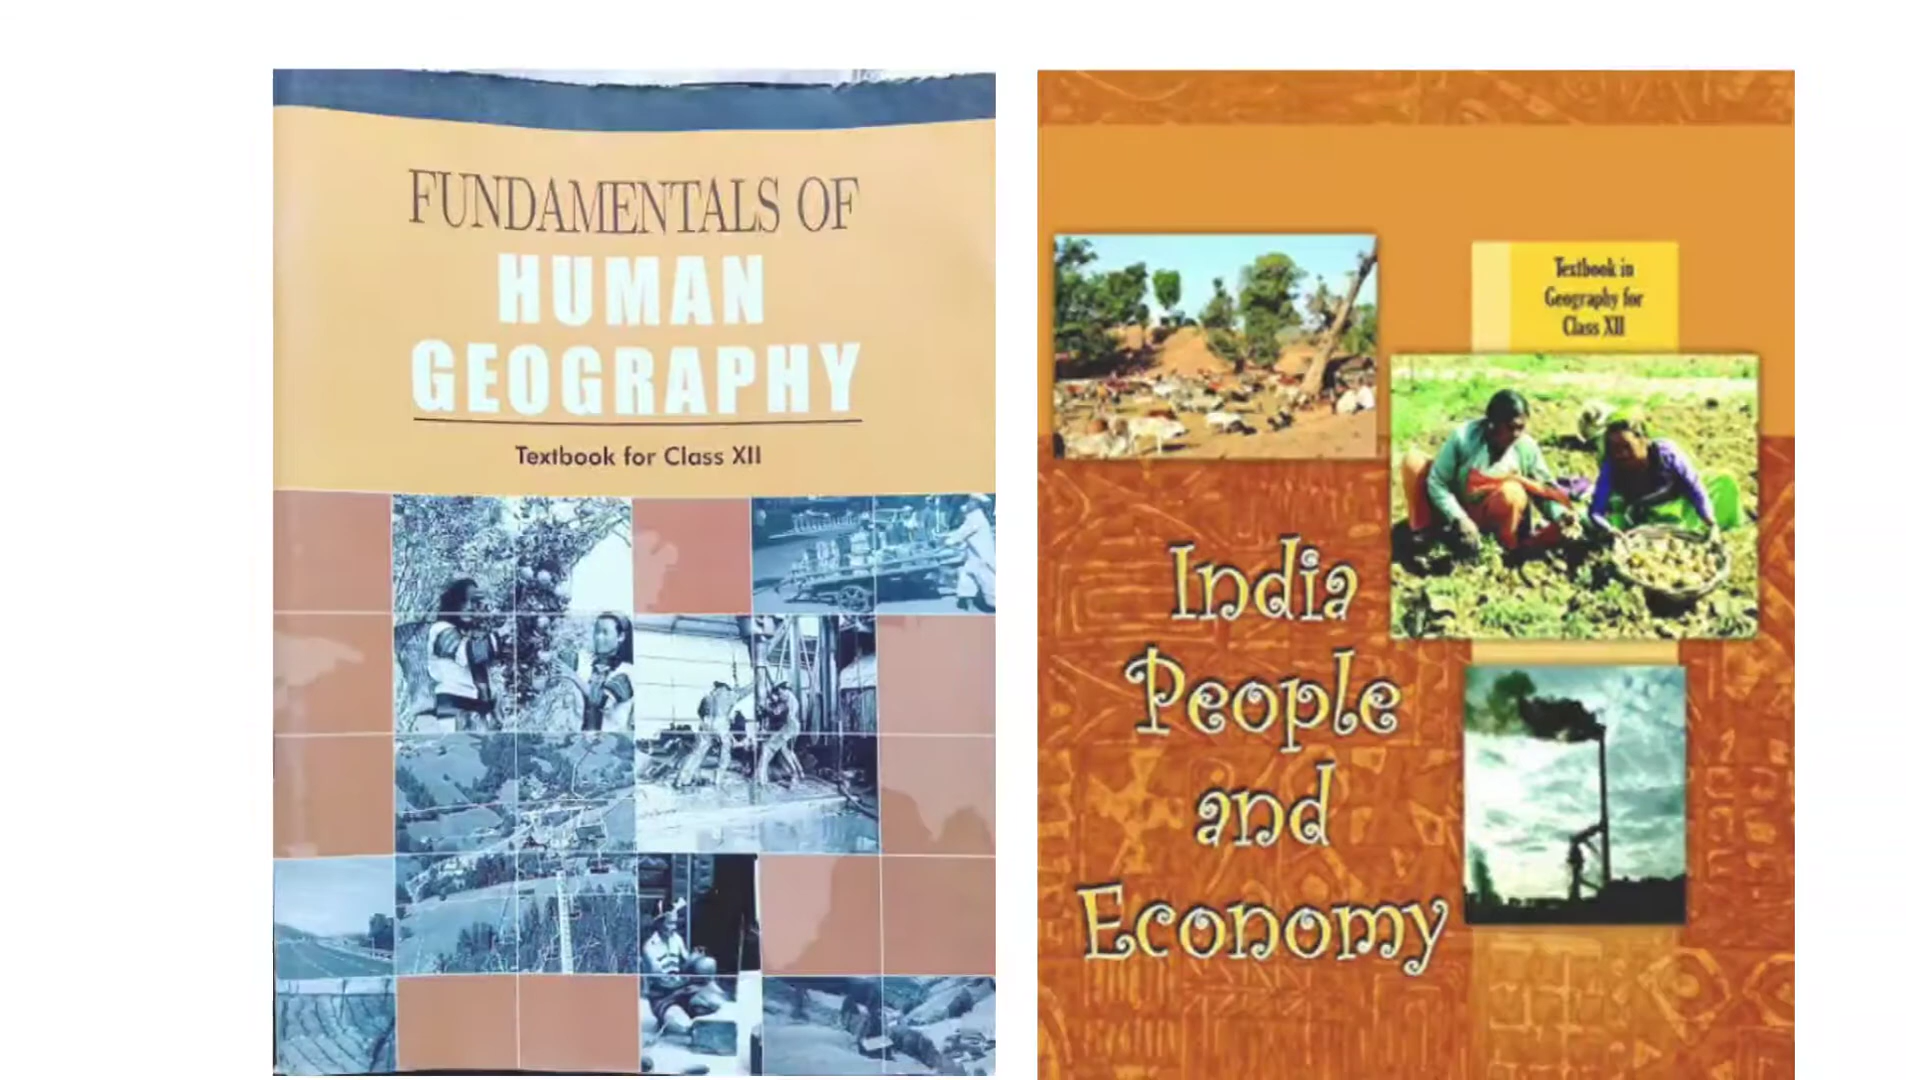 FUNDAMENTALS OF
HUMAN
GEOGRAPHY
Textbook for Class XII
Textbook in
Geography for
Class XII
India
People
and
Economy